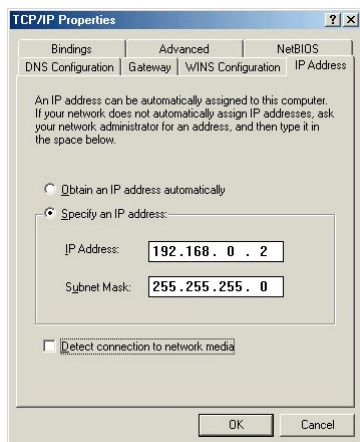 TCP/IP Properties
? X
Bindings Advanced NetBIOS
DNS Configuration Gateway WINS Configuration IP Address
An IP address can be automatically assigned to this computer.
If your network does not automatically assign IP addresses, ask
your network administrator for an address, and then type it in
the space below.
Obtain an IP address automatically
Specify an IP address:
IP Address: 192.168. 0 . 2
Subnet Mask: 255.255.255. 0
Detect connection to network media
OK Cancel